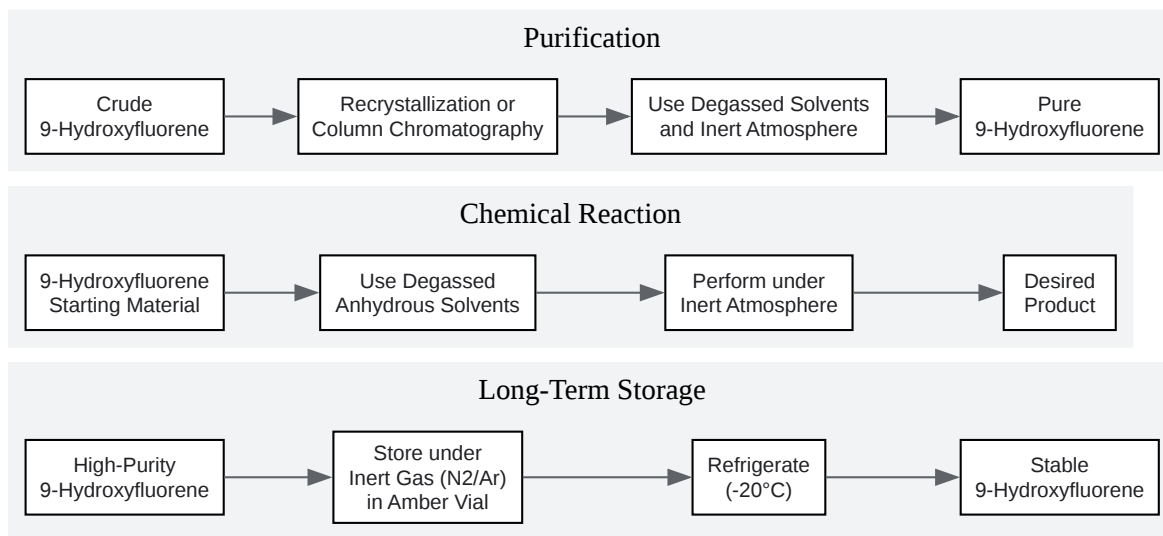 Purification
Crude
9-Hydroxyfluorene
Recrystallization or
Column Chromatography
Use Degassed Solvents
and Inert Atmosphere
Pure
9-Hydroxyfluorene
Chemical Reaction
9-Hydroxyfluorene
Starting Material
Use Degassed
Anhydrous Solvents
Perform under
Inert Atmosphere
Desired
Product
Long-Term Storage
High-Purity
9-Hydroxyfluorene
Store under
Inert Gas (N2/Ar)
in Amber Vial
Refrigerate
(-20°C)
Stable
9-Hydroxyfluorene